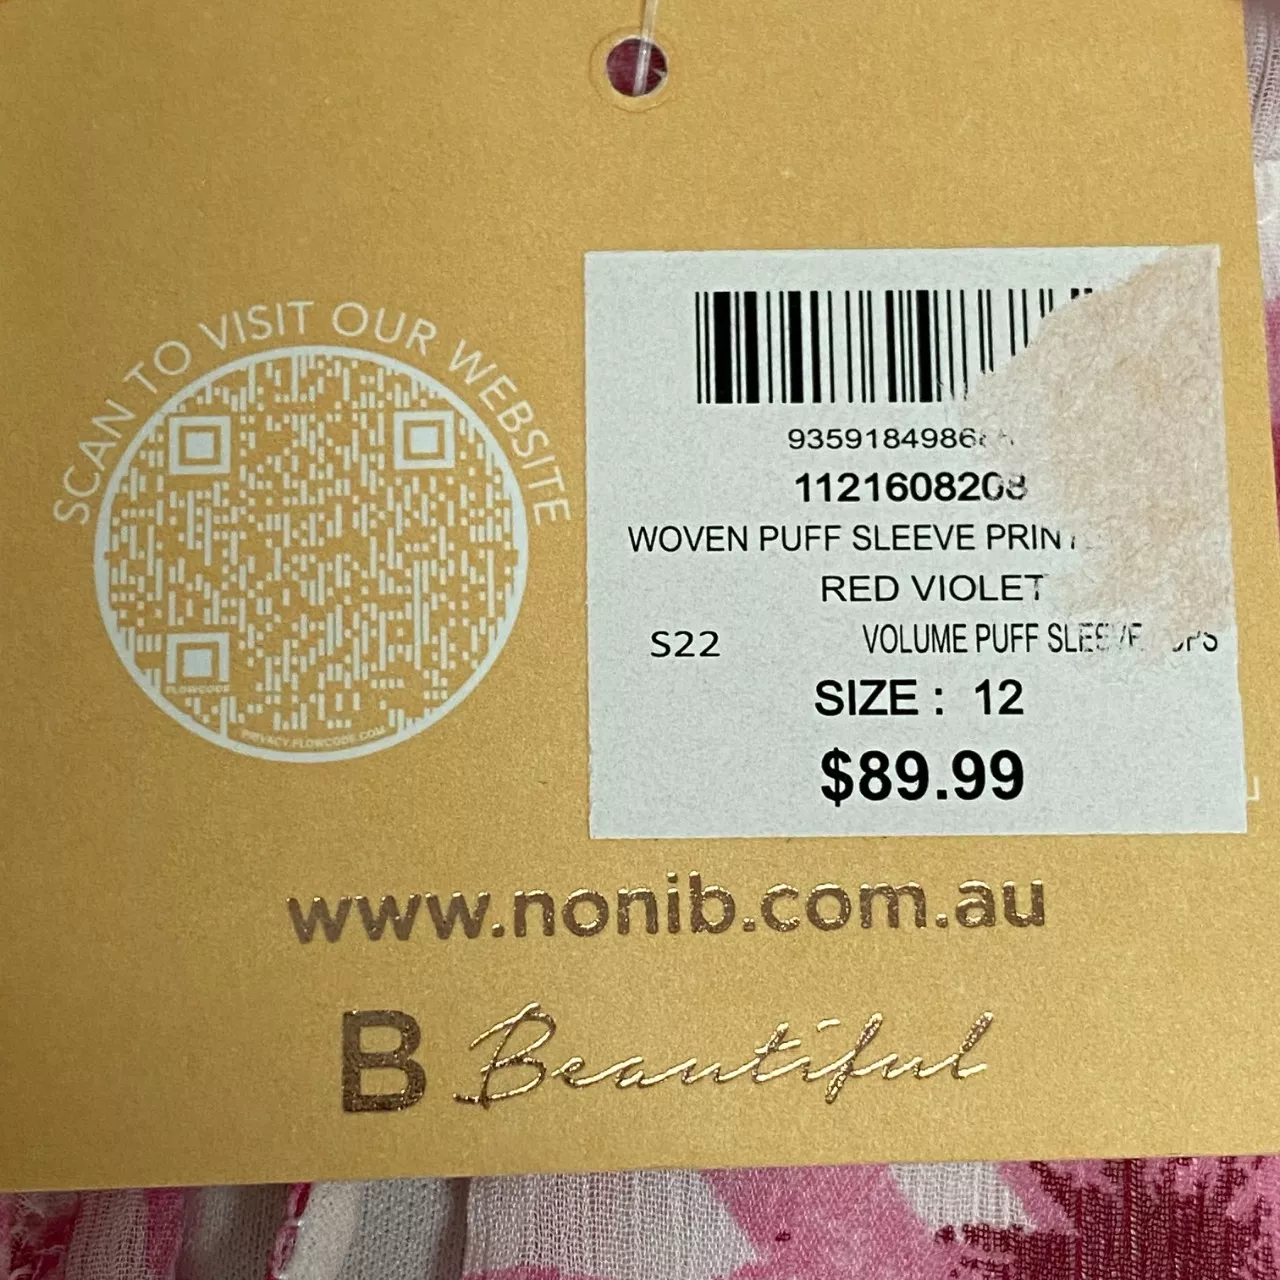 SCAN TO VISIT OUR WEBSITE
FLOWCODE
PRIVACY.FLOWCODE.COM
1121608208
WOVEN PUFF SLEEVE
RED VIOLET
S22 VOLUME PUFF SLEEVE
SIZE : 12
$89.99
www.nonib.com.au
B Beautiful